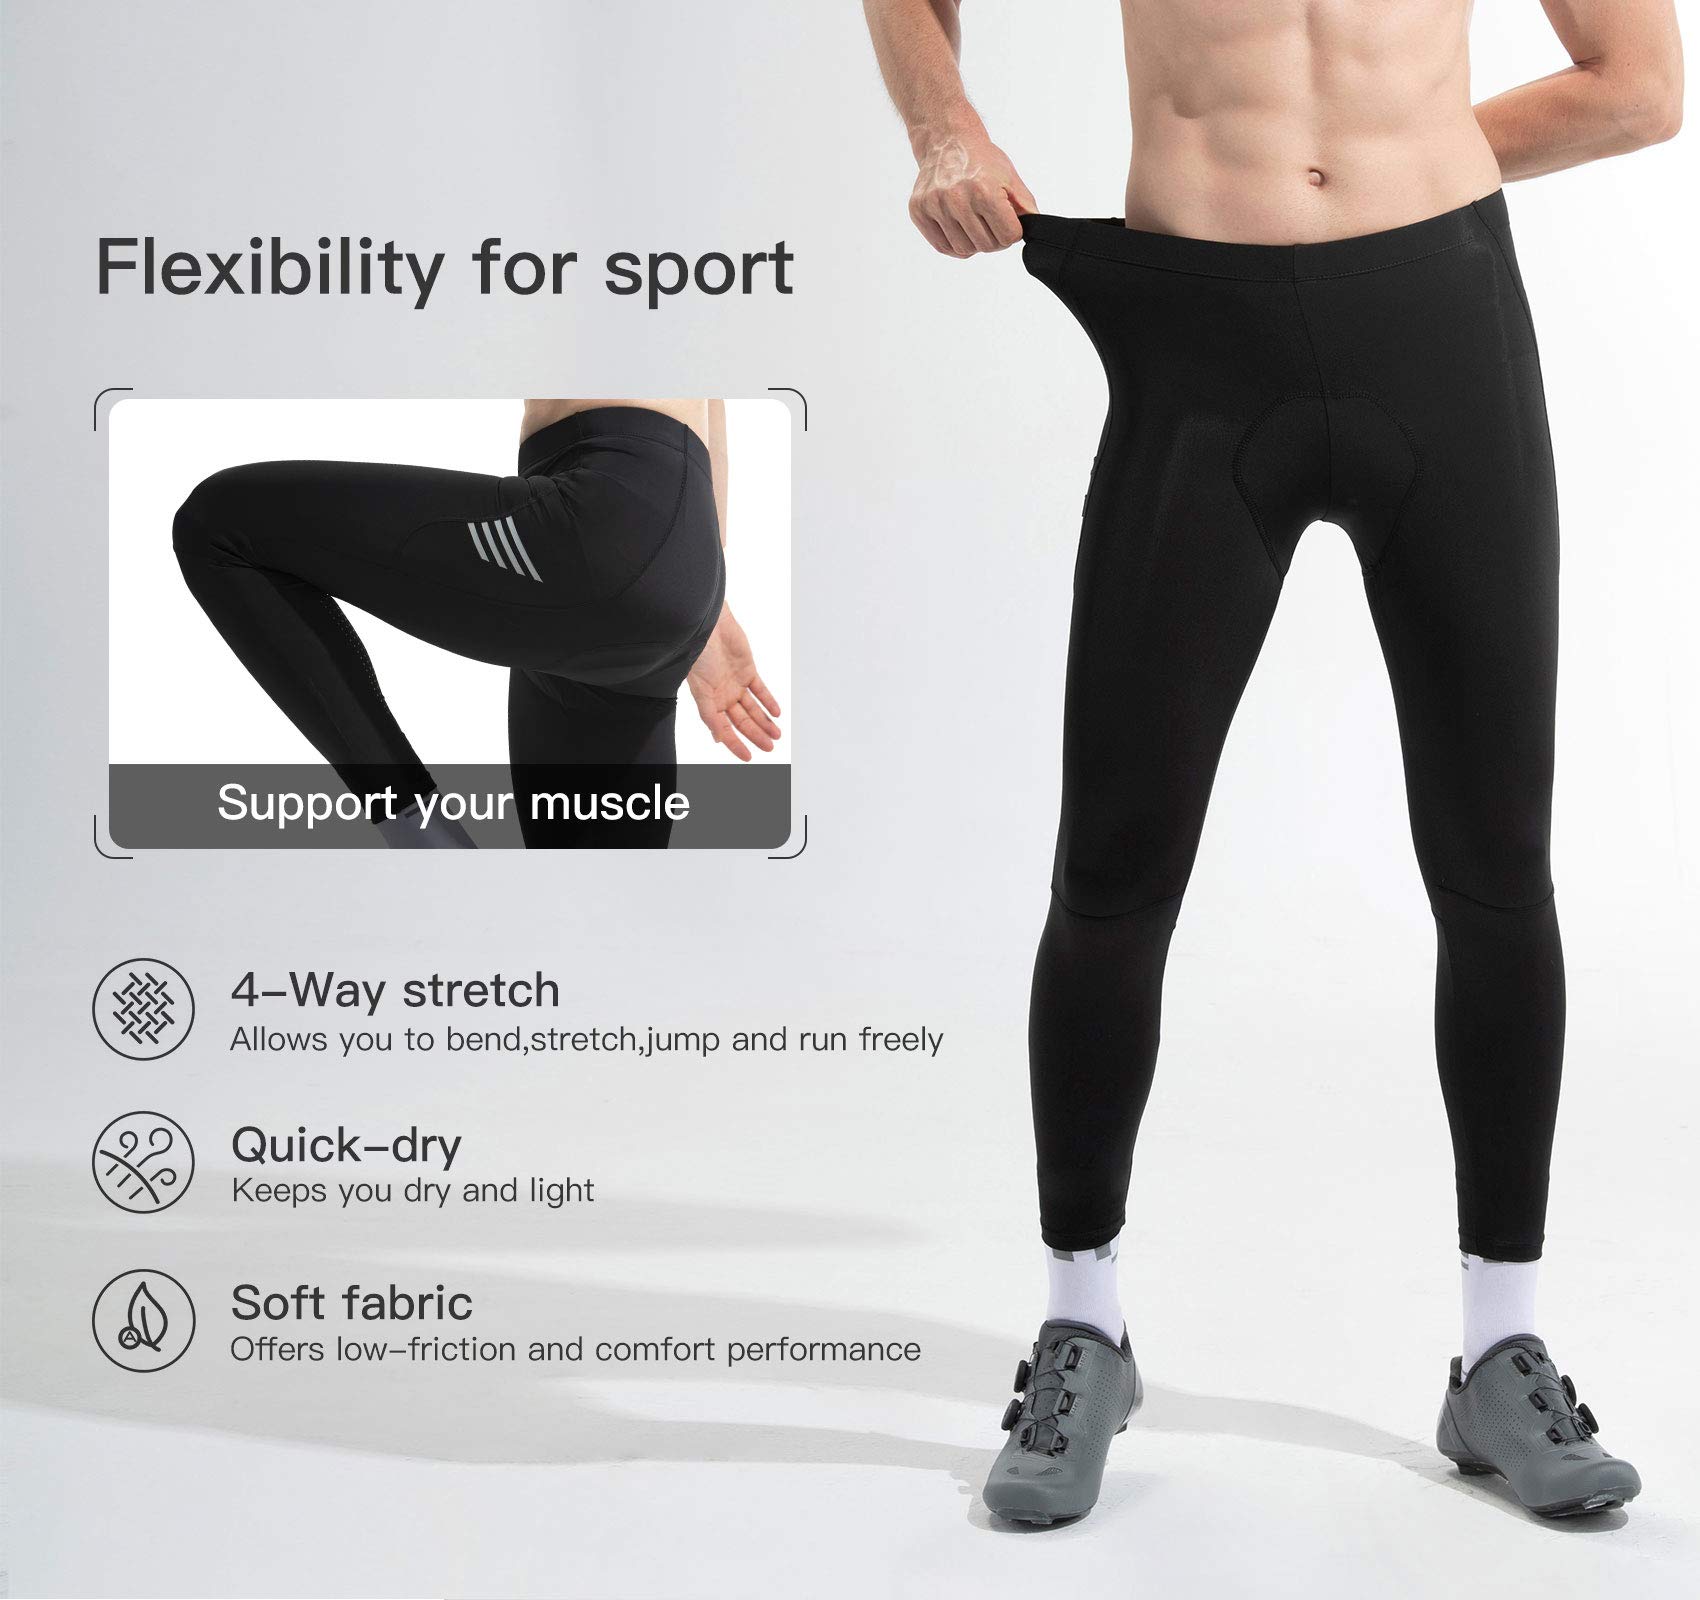 Flexibility for sport
Support your muscle
4-Way stretch
Allows you to bend,stretch,jump and run freely
Quick-dry
Keeps you dry and light
Soft fabric
A
Offers low-friction and comfort performance